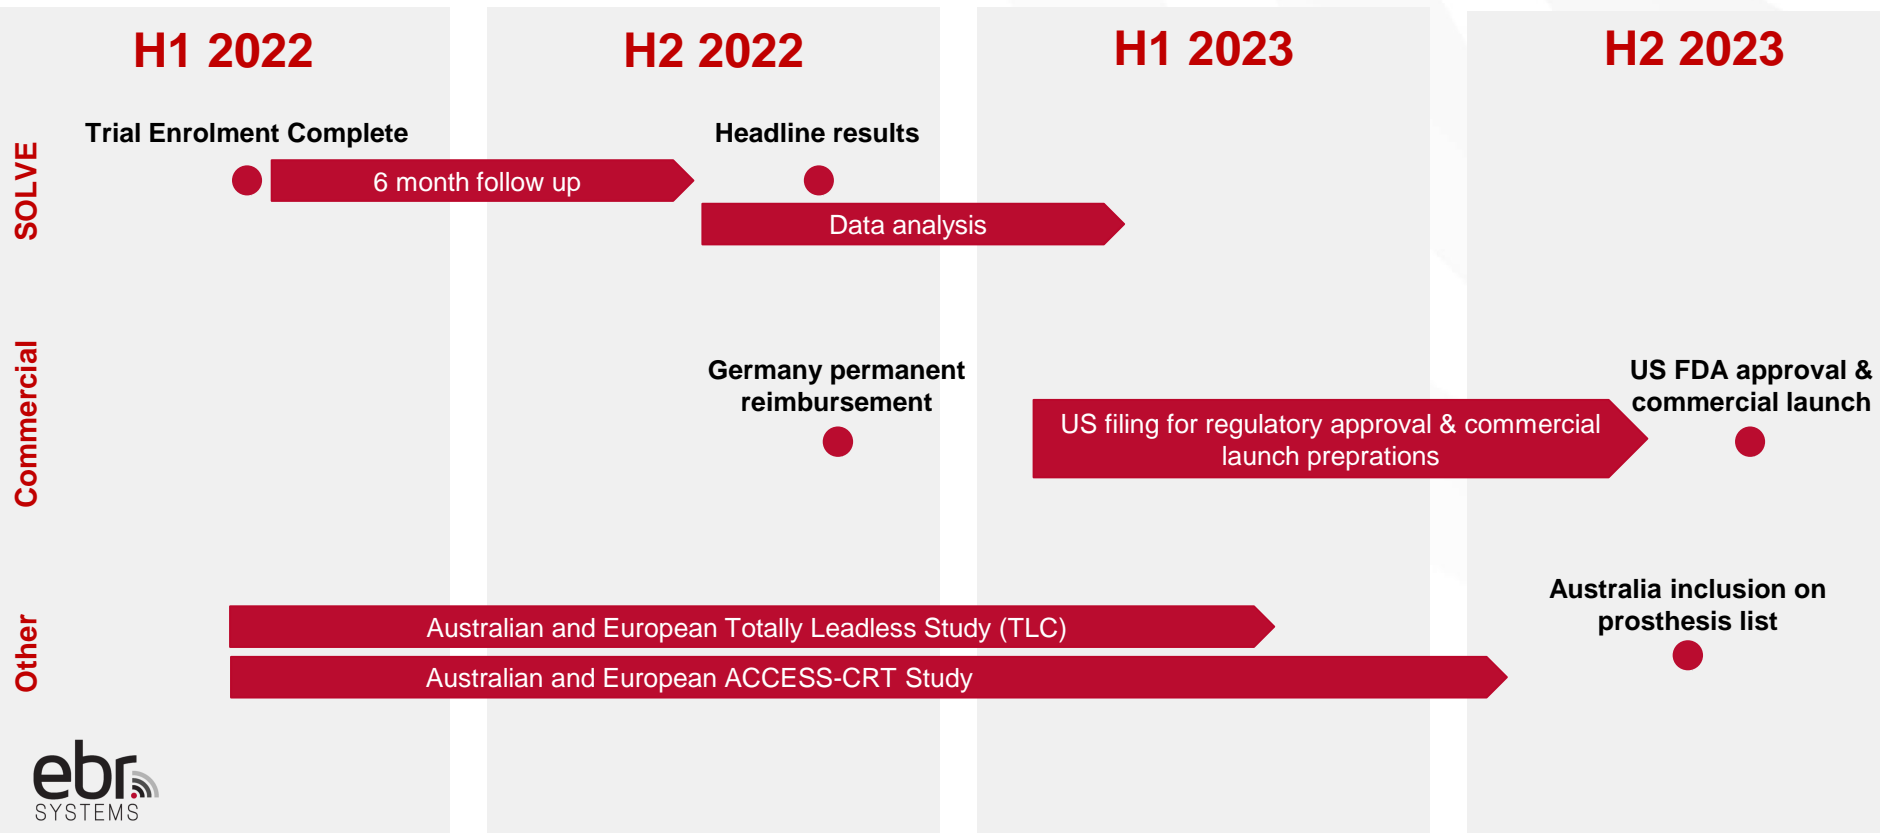 H1 2022
H2 2022
H1 2023
H2 2023
SOLVE
Trial Enrolment Complete
Headline results
6 month follow up
Data analysis
Commercial
Germany permanent
reimbursement
US filing for regulatory approval & commercial
launch preprations
US FDA approval &
commercial launch
Other
Australian and European Totally Leadless Study (TLC)
Australian and European ACCESS-CRT Study
Australia inclusion on
prosthesis list
ebr
SYSTEMS